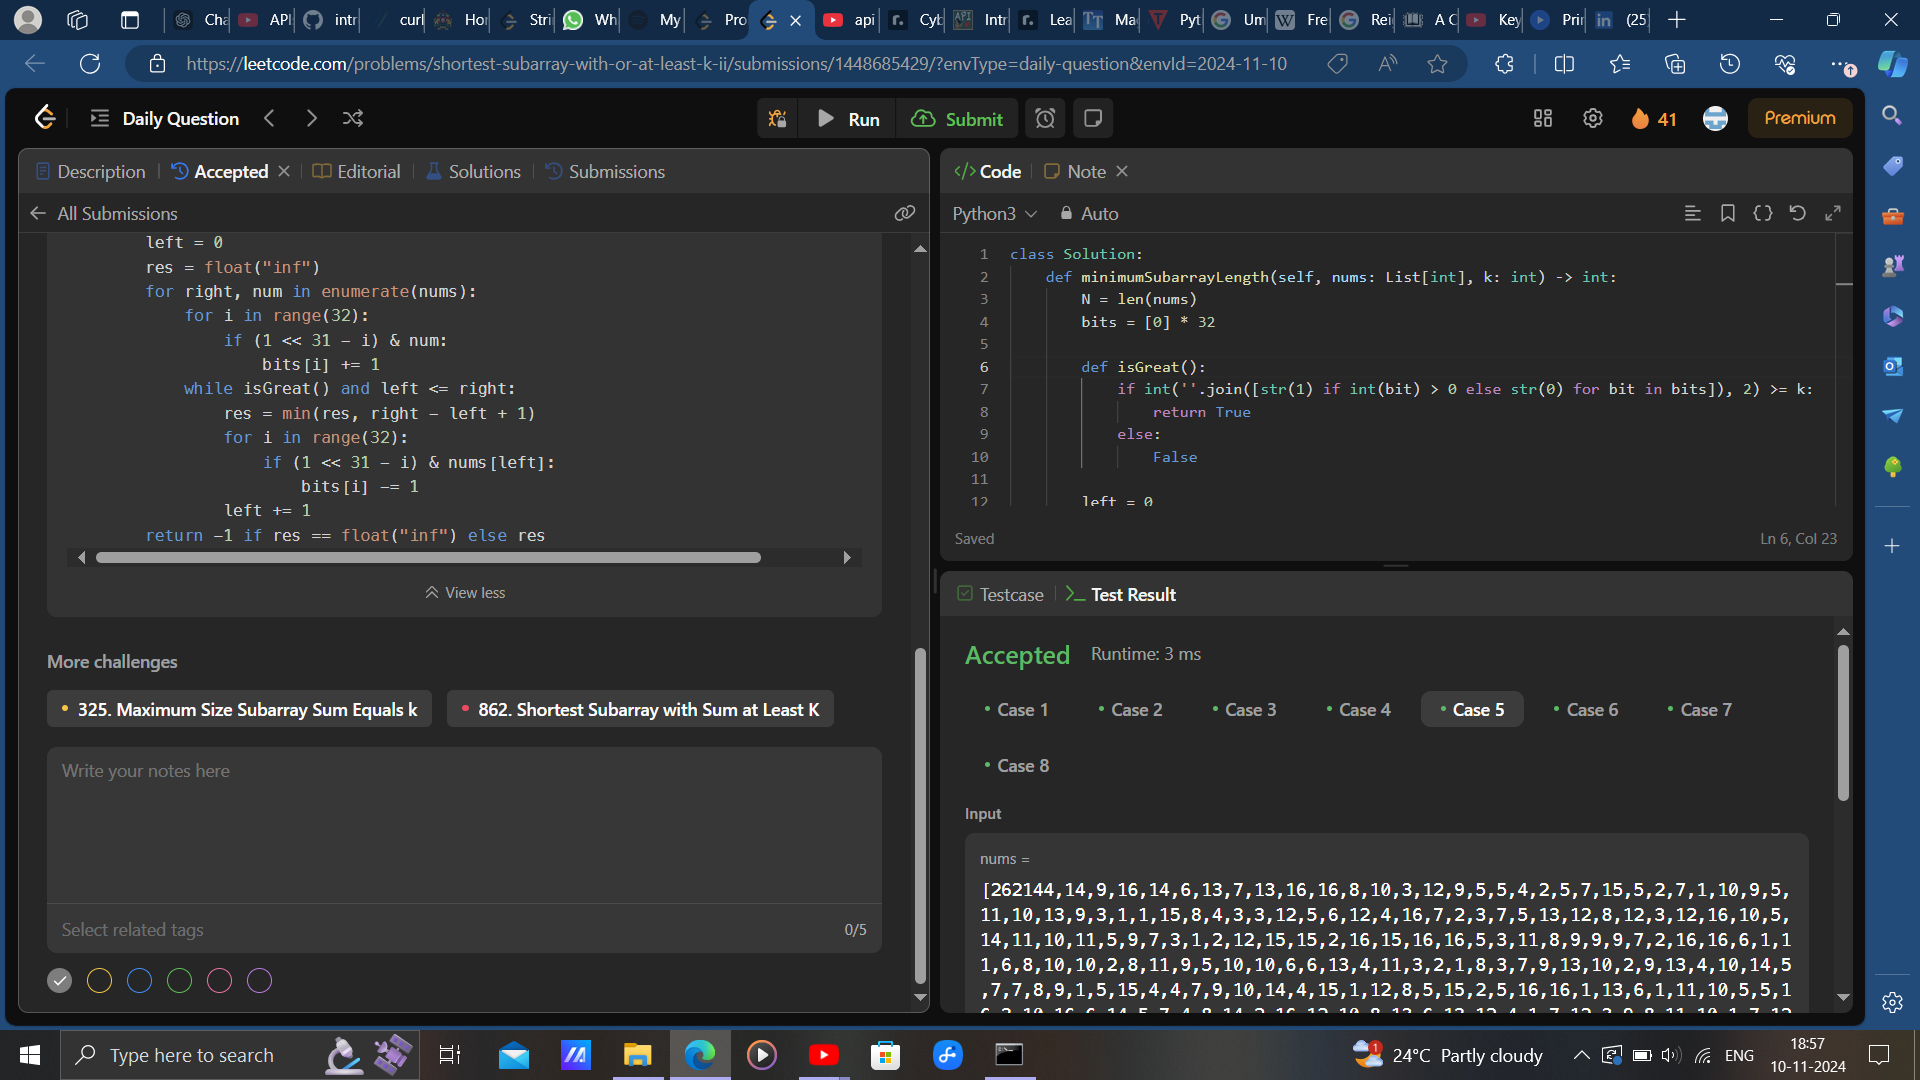 Cha
API
intr
curl
Hor
Stri
Wh
My
Pro
api
Cyb
Intr
Lea
Ma
Pyt
Um
Fre
Rei
A C
Key
Prir
(25
https://leetcode.com/problems/shortest-subarray-with-or-at-least-k-ii/submissions/1448685429/?envType=daily-question&envId=2024-11-10
Daily Question
Run
Submit
41
Premium
Description
Accepted
Editorial
Solutions
Submissions
All Submissions
left = 0
res = float("inf")
for right, num in enumerate(nums):
for i in range(32):
if (1 << 31 - i) & num:
bits[i] += 1
while isGreat() and left <= right:
res = min(res, right - left + 1)
for i in range(32):
if (1 << 31 - i) & nums[left]:
bits[i] -= 1
left += 1
return -1 if res == float("inf") else res
View less
More challenges
325. Maximum Size Subarray Sum Equals k
862. Shortest Subarray with Sum at Least K
Write your notes here
Select related tags
0/5
Code
Note
Python3
Auto
1 class Solution:
2 def minimumSubarrayLength(self, nums: List[int], k: int) -> int:
3 N = len(nums)
4 bits = [0] * 32
5
6 def isGreat():
7 if int(''.join([str(1) if int(bit) > 0 else str(0) for bit in bits]), 2) >= k:
8 return True
9 else:
10 False
11
12 left = 0
Saved
Ln 6, Col 23
Testcase
Test Result
Accepted
Runtime: 3 ms
Case 1
Case 2
Case 3
Case 4
Case 5
Case 6
Case 7
Case 8
Input
nums =
[262144,14,9,16,14,6,13,7,13,16,16,8,10,3,12,9,5,5,4,2,5,7,15,5,2,7,1,10,9,5,
11,10,13,9,3,1,1,15,8,4,3,3,12,5,6,12,4,16,7,2,3,7,5,13,12,8,12,3,12,16,10,5,
14,11,10,11,5,9,7,3,1,2,12,15,15,2,16,15,16,16,5,3,11,8,9,9,9,7,2,16,16,6,1,1
1,6,8,10,10,2,8,11,9,5,10,10,6,6,13,4,11,3,2,1,8,3,7,9,13,10,2,9,13,4,10,14,5
,7,7,8,9,1,5,15,4,4,7,9,10,14,4,15,1,12,8,5,15,2,5,16,16,1,13,6,1,11,10,5,5,1
Type here to search
1
24°C Partly cloudy
ENG
18:57
10-11-2024